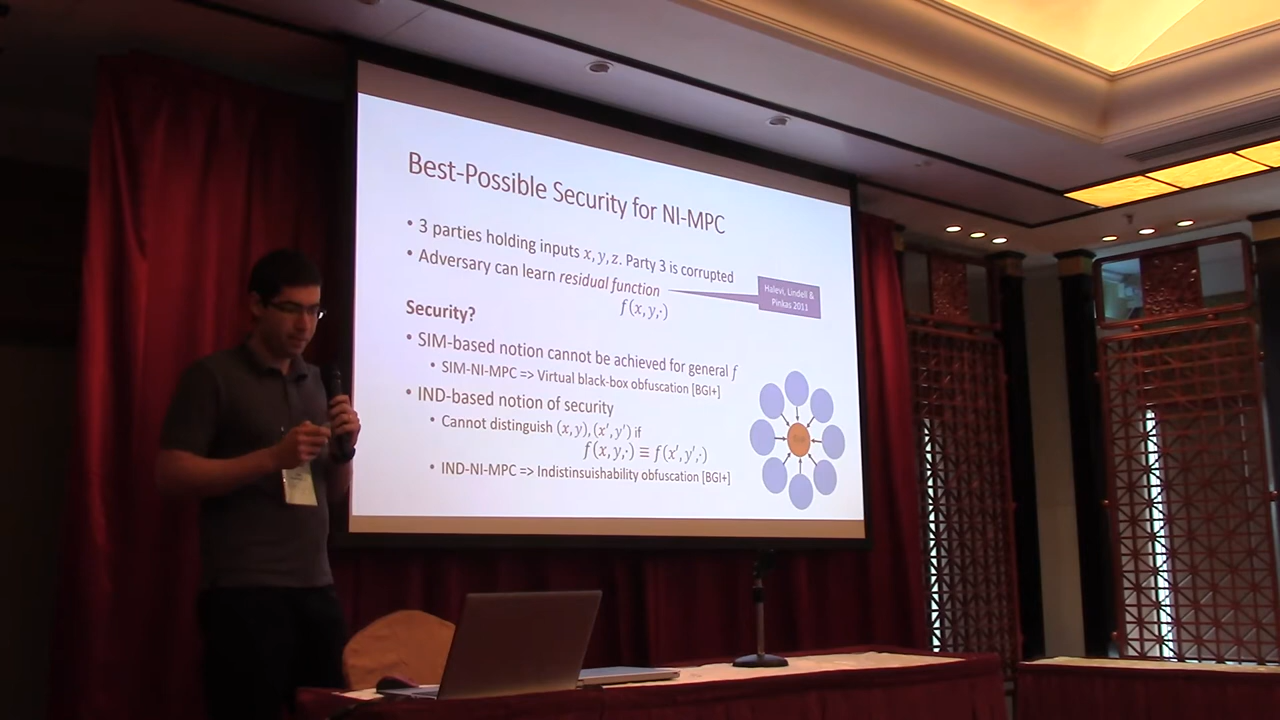 Best-Possible Security for NI-MPC
• 3 parties holding inputs x, y, z. Party 3 is corrupted
• Adversary can learn residual function
f(x, y,·)
Halevi, Lindell &
Pinkas 2011
Security?
• SIM-based notion cannot be achieved for general f
• SIM-NI-MPC => Virtual black-box obfuscation [BGI+]
• IND-based notion of security
• Cannot distinguish (x, y), (x′, y′) if
f(x, y,·) ≡ f(x′, y′,·)
• IND-NI-MPC => Indistinsuishability obfuscation [BGI+]